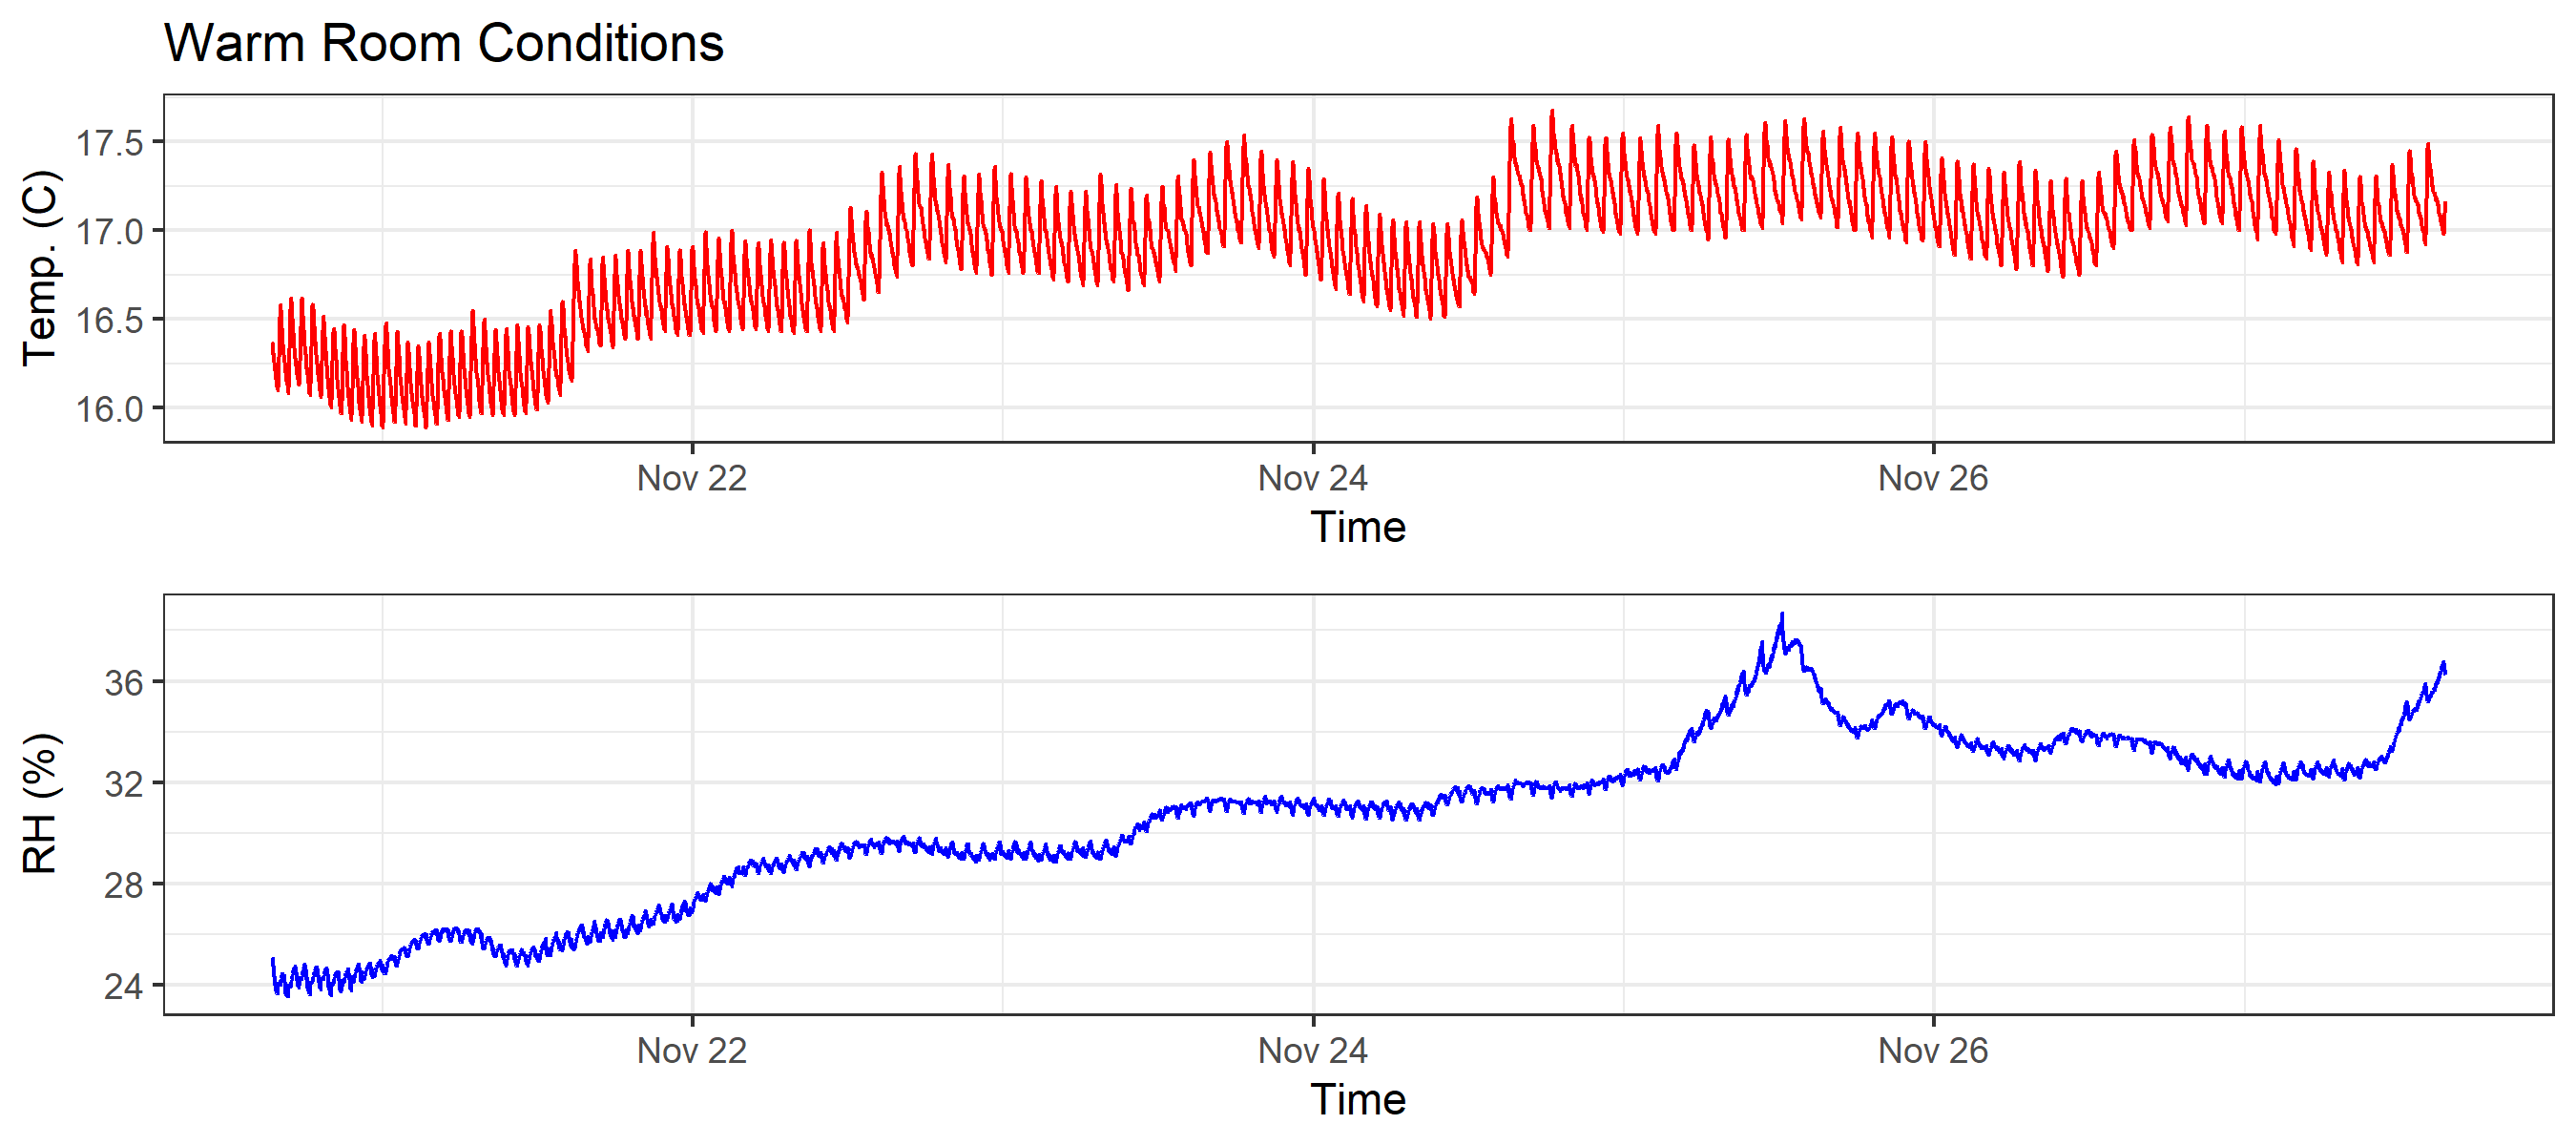 Warm Room Conditions
Temp. (C)
17.5
17.0
16.5
16.0
Nov 22 Nov 24 Nov 26
Time
RH (%)
36
32
28
24
Nov 22 Nov 24 Nov 26
Time